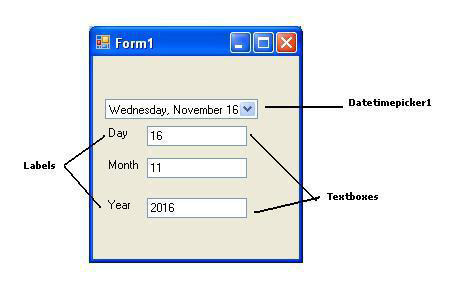 Form1
Wednesday, November 16
Datetimepicker1
Day
16
Labels
Month
11
Textboxes
Year
2016